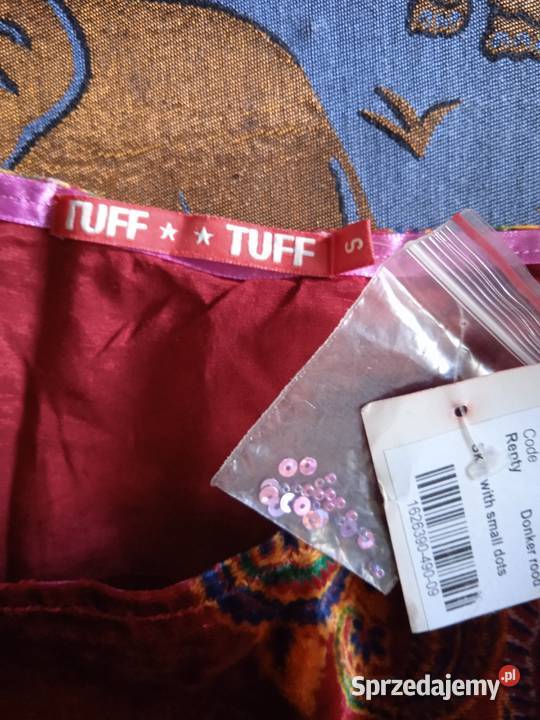 TUFF ★ ★ TUFF
S
Code
Renty
Donker rood
with small dots
1628390-490-09
Sprzedajemy.pl